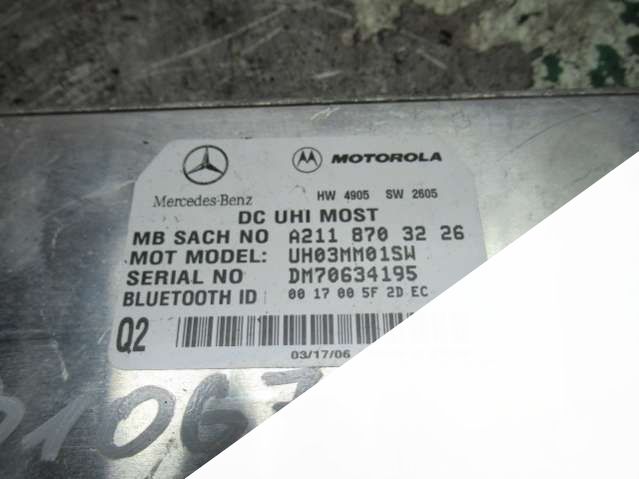 MOTOROLA
Mercedes-Benz
HW 4905 SW 2605
DC UHI MOST
MB SACH NO A211 870 32 26
MOT MODEL: UH03MM01SW
SERIAL NO DM70634195
BLUETOOTH ID 00 17 00 5F 2D EC
Q2
03/17/06